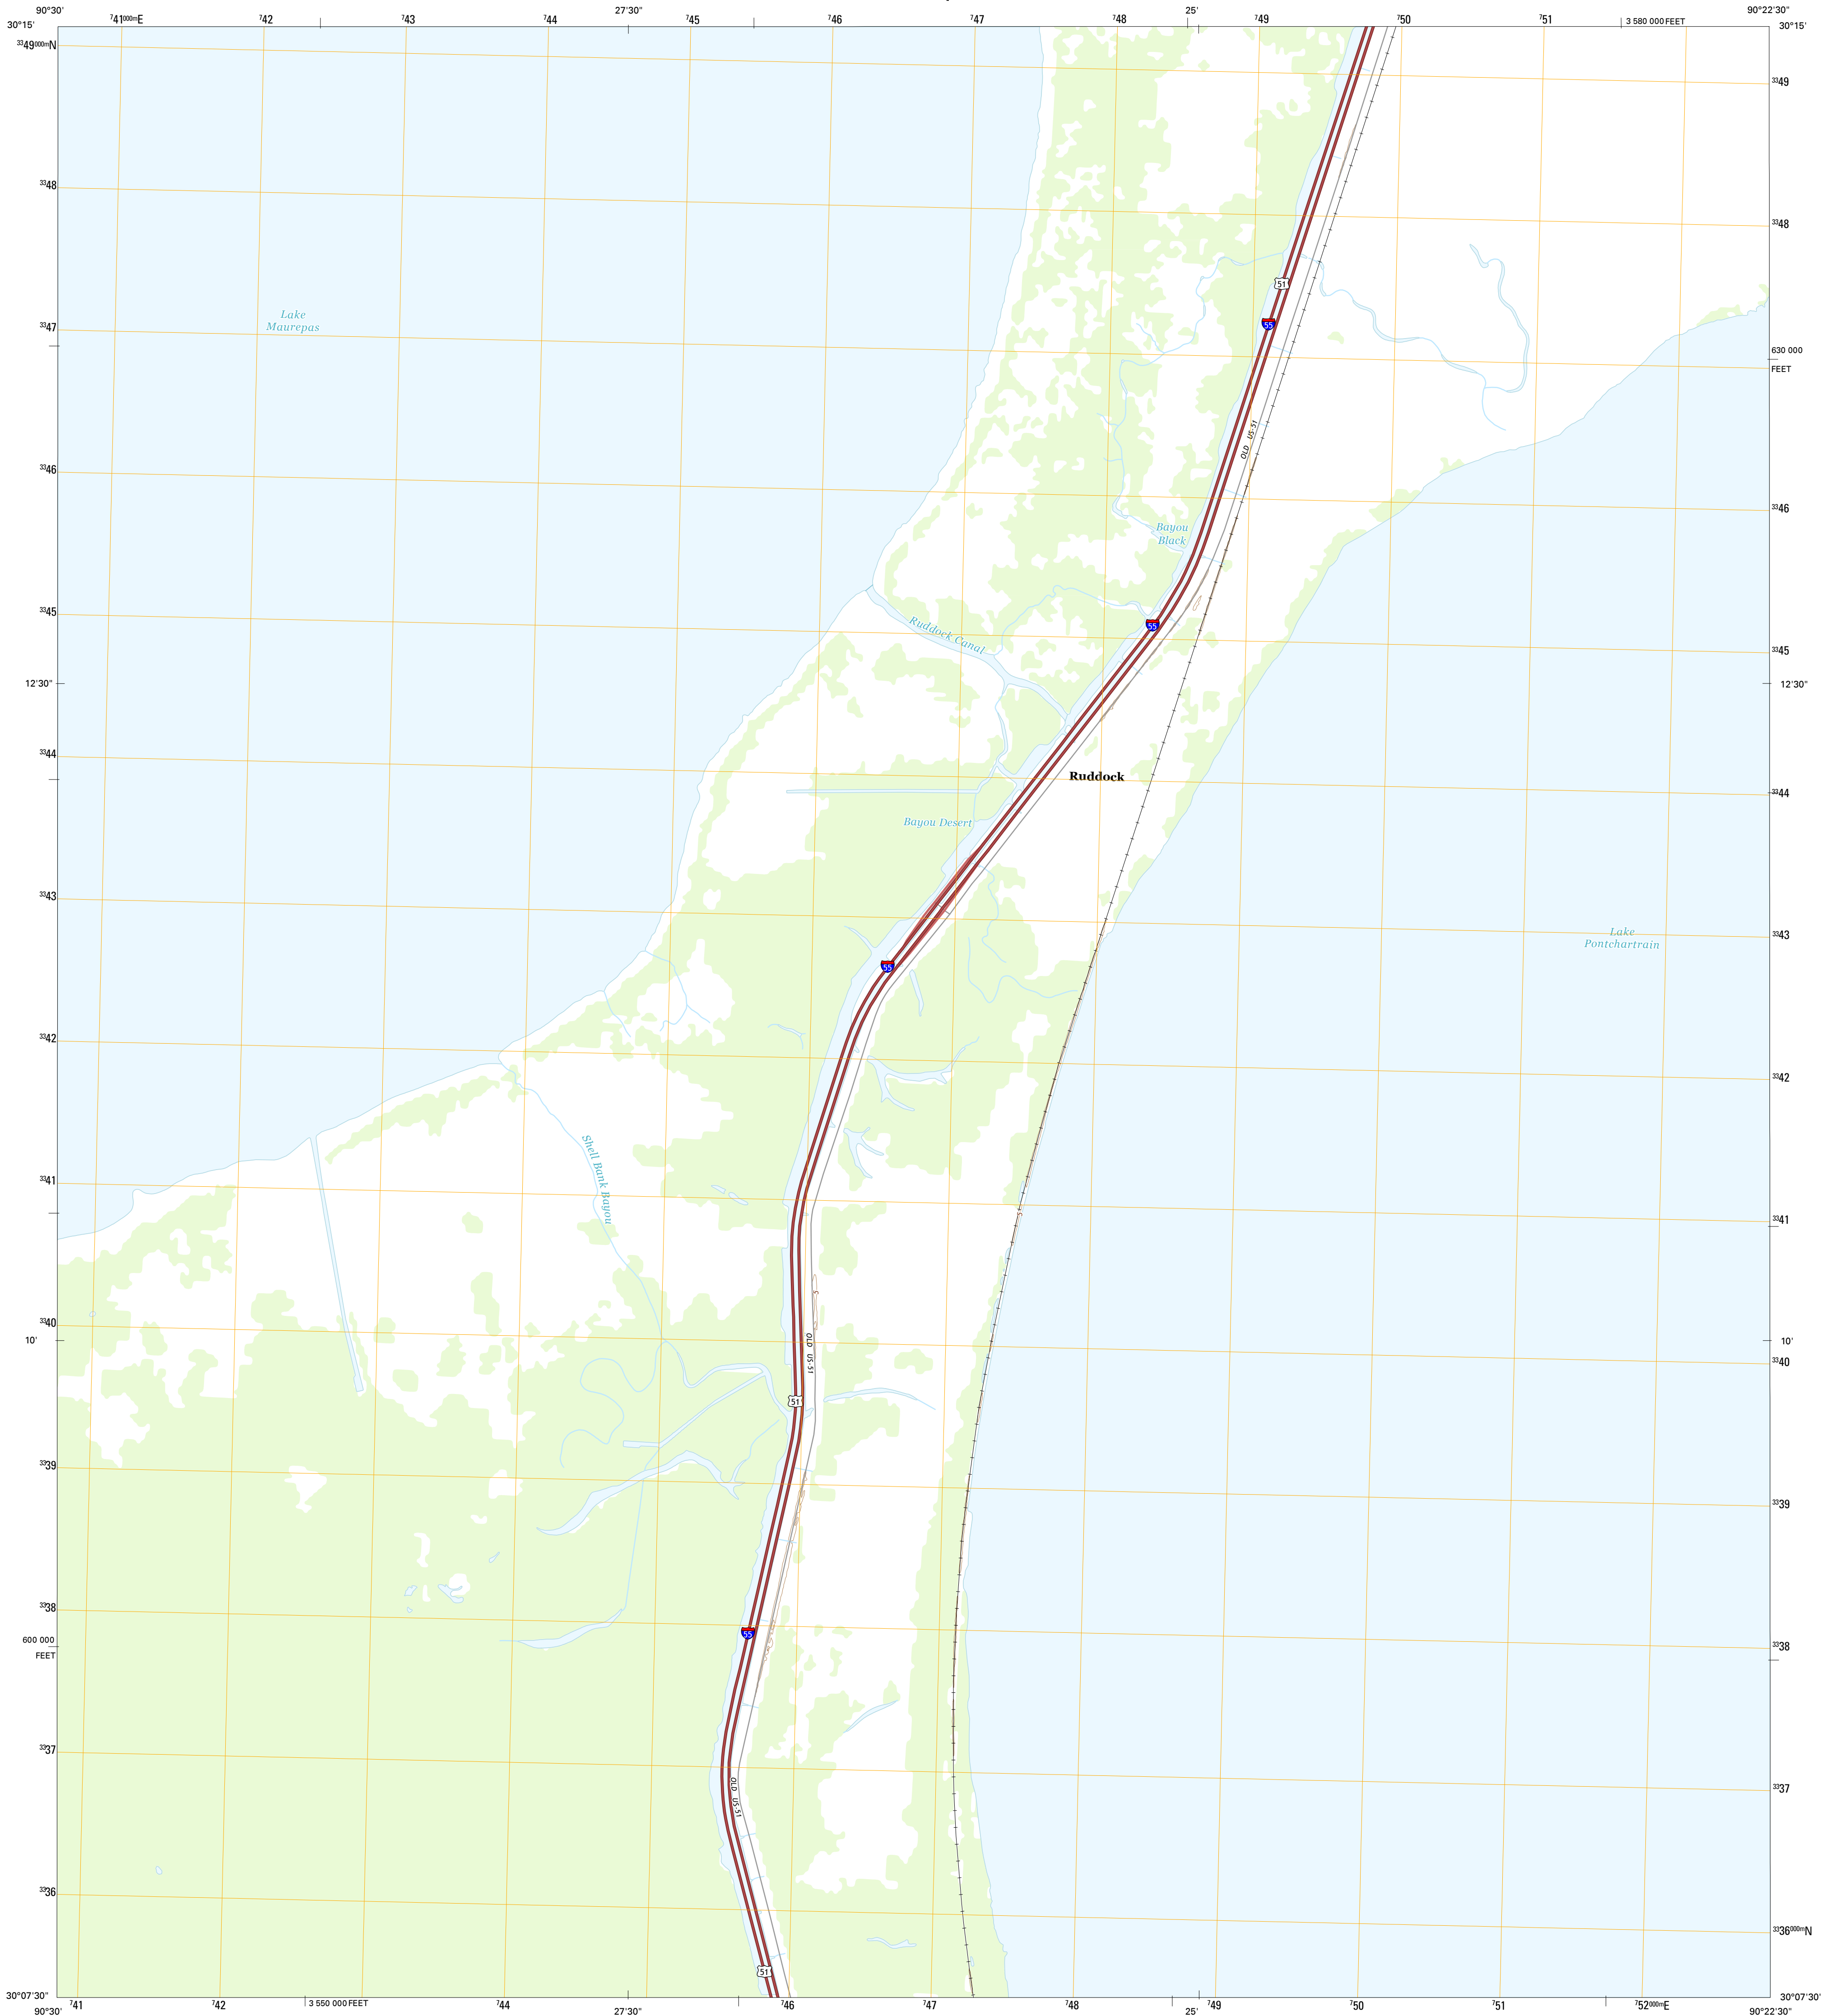 90°30' ⁷41⁰⁰⁰ᵐE ⁷42 ⁷43 ⁷44 27'30" ⁷45 ⁷46 ⁷47 ⁷48 25' ⁷49 ⁷50 ⁷51 3 580 000 FEET 90°22'30"
30°15' 30°15'
³³49⁰⁰⁰ᵐN
³³49
³³48
³³48
51
Lake
Maurepas
55
³³47
630 000
FEET
OLD US-51
³³46
³³46
Bayou
Black
³³45
Ruddock Canal
55
³³45
12'30" 12'30"
³³44
Ruddock
³³44
Bayou Desert
³³43
Lake
Pontchartrain
³³43
55
³³42
³³42
Shell Bank Bayou
³³41
5
³³41
5
³³40
10' 10'
OLD US-51
³³40
51
³³39
³³39
³³38
55
600 000
FEET
³³38
³³37
OLD US-51
³³37
³³36
³³36⁰⁰⁰ᵐN
51
30°07'30" 30°07'30"
90°30' ⁷41 ⁷42 3 550 000 FEET ⁷44 27'30" ⁷46 ⁷47 ⁷48 25' ⁷49 ⁷50 ⁷51 ⁷52⁰⁰⁰ᵐE 90°22'30"